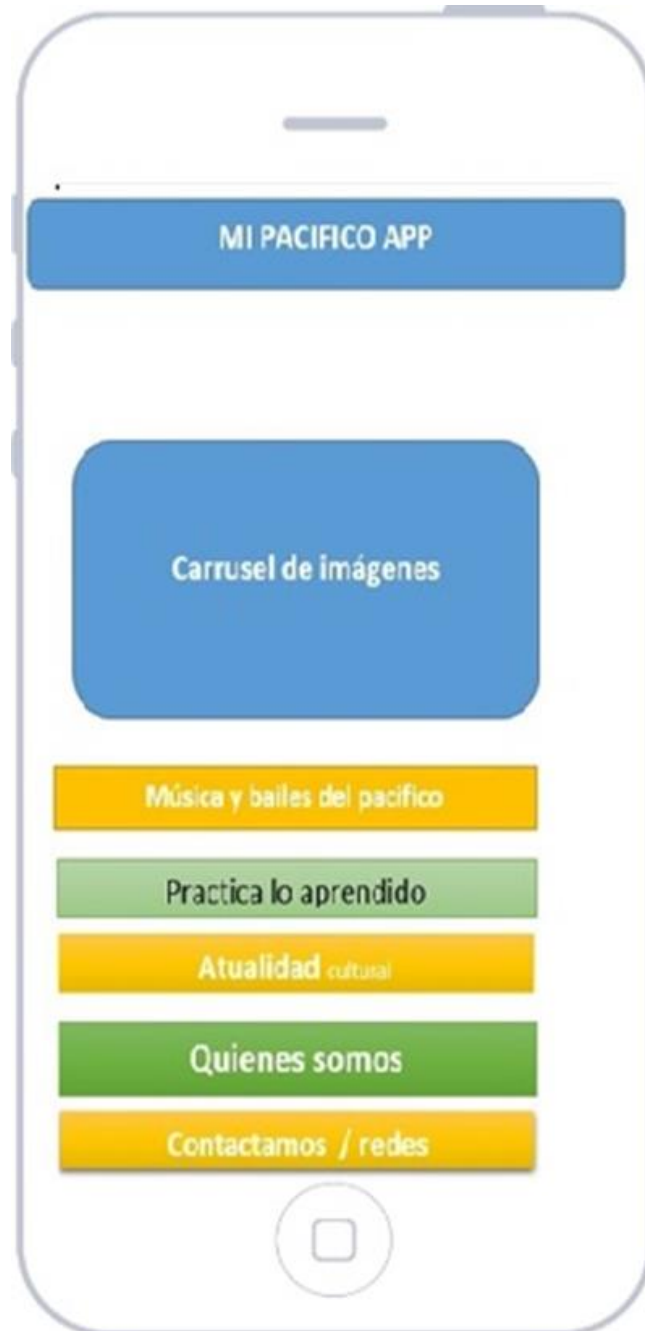 MI PACIFICO APP
Carrusel de imágenes
Música y bailes del pacifico
Practica lo aprendido
Atualidad cultural
Quienes somos
Contactamos / redes